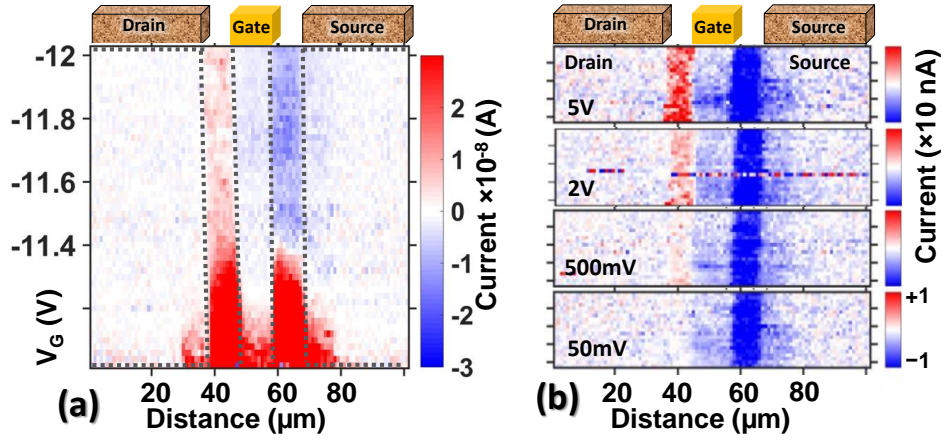 Drain Gate Source
-12
-11.8
-11.6
-11.4
V_G (V)
20 40 60 80
Distance (µm)
(a)
2
1
0
-1
-2
-3
Current ×10⁻⁸ (A)
Drain Gate Source
Drain Source
5V
2V
500mV
50mV
20 40 60 80
Distance (µm)
(b)
+1
−1
Current (×10 nA)